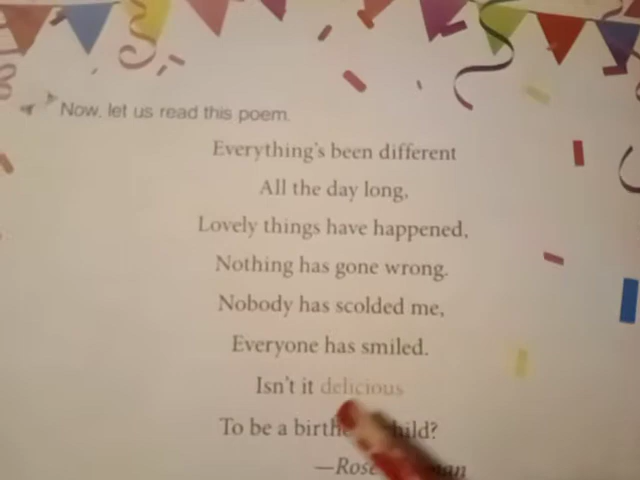 Now, let us read this poem.
Everything's been different
All the day long,
Lovely things have happened,
Nothing has gone wrong.
Nobody has scolded me,
Everyone has smiled.
Isn't it delicious
To be a child?
—Rose